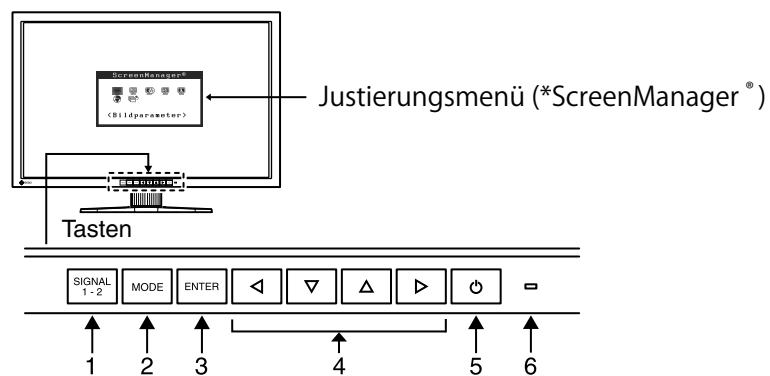 ScreenManager®
<Bildparameter>
Justierungsmenü (*ScreenManager®)
Tasten
SIGNAL
1 - 2
MODE
ENTER
1 2 3 4 5 6